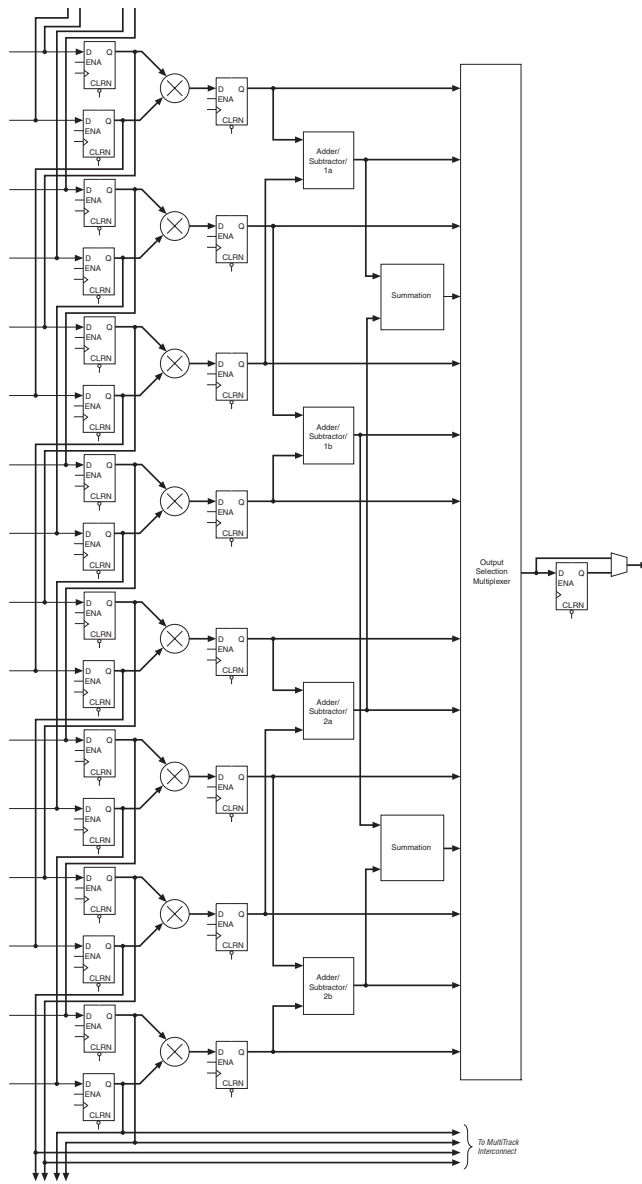 D Q
ENA
CLRN
D Q
ENA
CLRN
D Q
ENA
CLRN
Adder/
Subtractor/
1a
D Q
ENA
CLRN
D Q
ENA
CLRN
D Q
ENA
CLRN
Summation
D Q
ENA
CLRN
D Q
ENA
CLRN
D Q
ENA
CLRN
Adder/
Subtractor/
1b
D Q
ENA
CLRN
D Q
ENA
CLRN
D Q
ENA
CLRN
Output
Selection
Multiplexer
D Q
ENA
CLRN
D Q
ENA
CLRN
D Q
ENA
CLRN
D Q
ENA
CLRN
Adder/
Subtractor/
2a
D Q
ENA
CLRN
D Q
ENA
CLRN
D Q
ENA
CLRN
Summation
D Q
ENA
CLRN
D Q
ENA
CLRN
D Q
ENA
CLRN
Adder/
Subtractor/
2b
D Q
ENA
CLRN
D Q
ENA
CLRN
D Q
ENA
CLRN
To MultiTrack
Interconnect